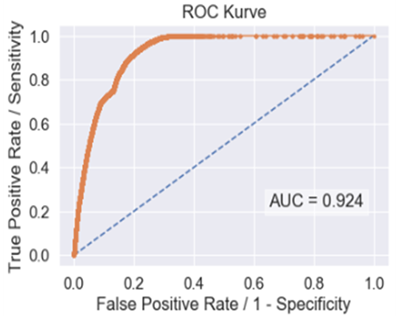 ROC Kurve
True Positive Rate / Sensitivity
1.0
0.8
0.6
0.4
0.2
0.0
AUC = 0.924
0.0 0.2 0.4 0.6 0.8 1.0
False Positive Rate / 1 - Specificity